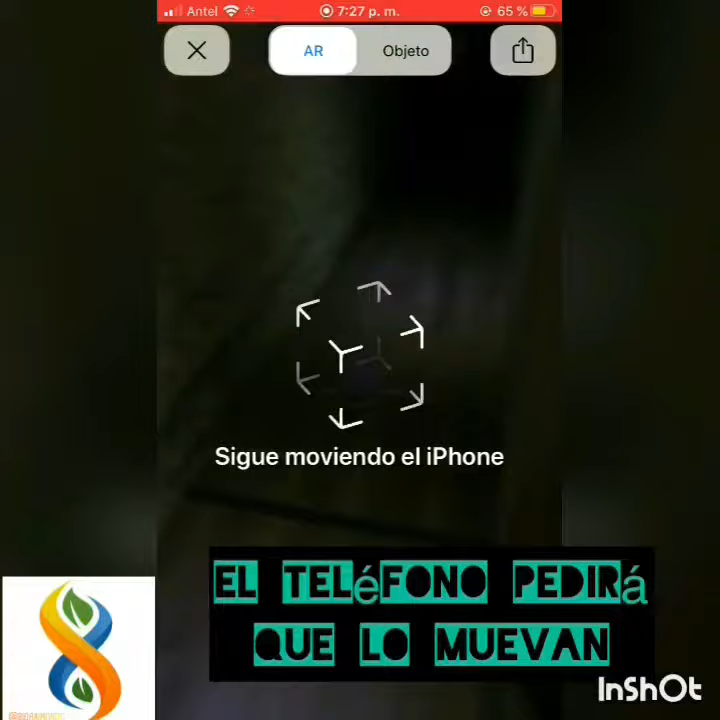 Antel
7:27 p. m.
65 %
AR
Objeto
Sigue moviendo el iPhone
EL TELéFONO PEDIRá
QUE LO MUEVAN
InShOt